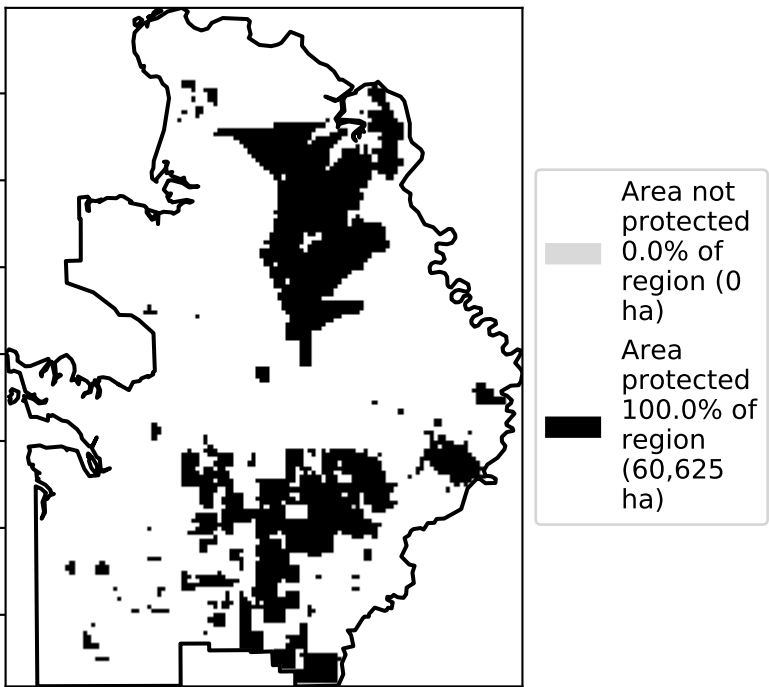 Area not
protected
0.0% of
region (0
ha)
Area
protected
100.0% of
region
(60,625
ha)